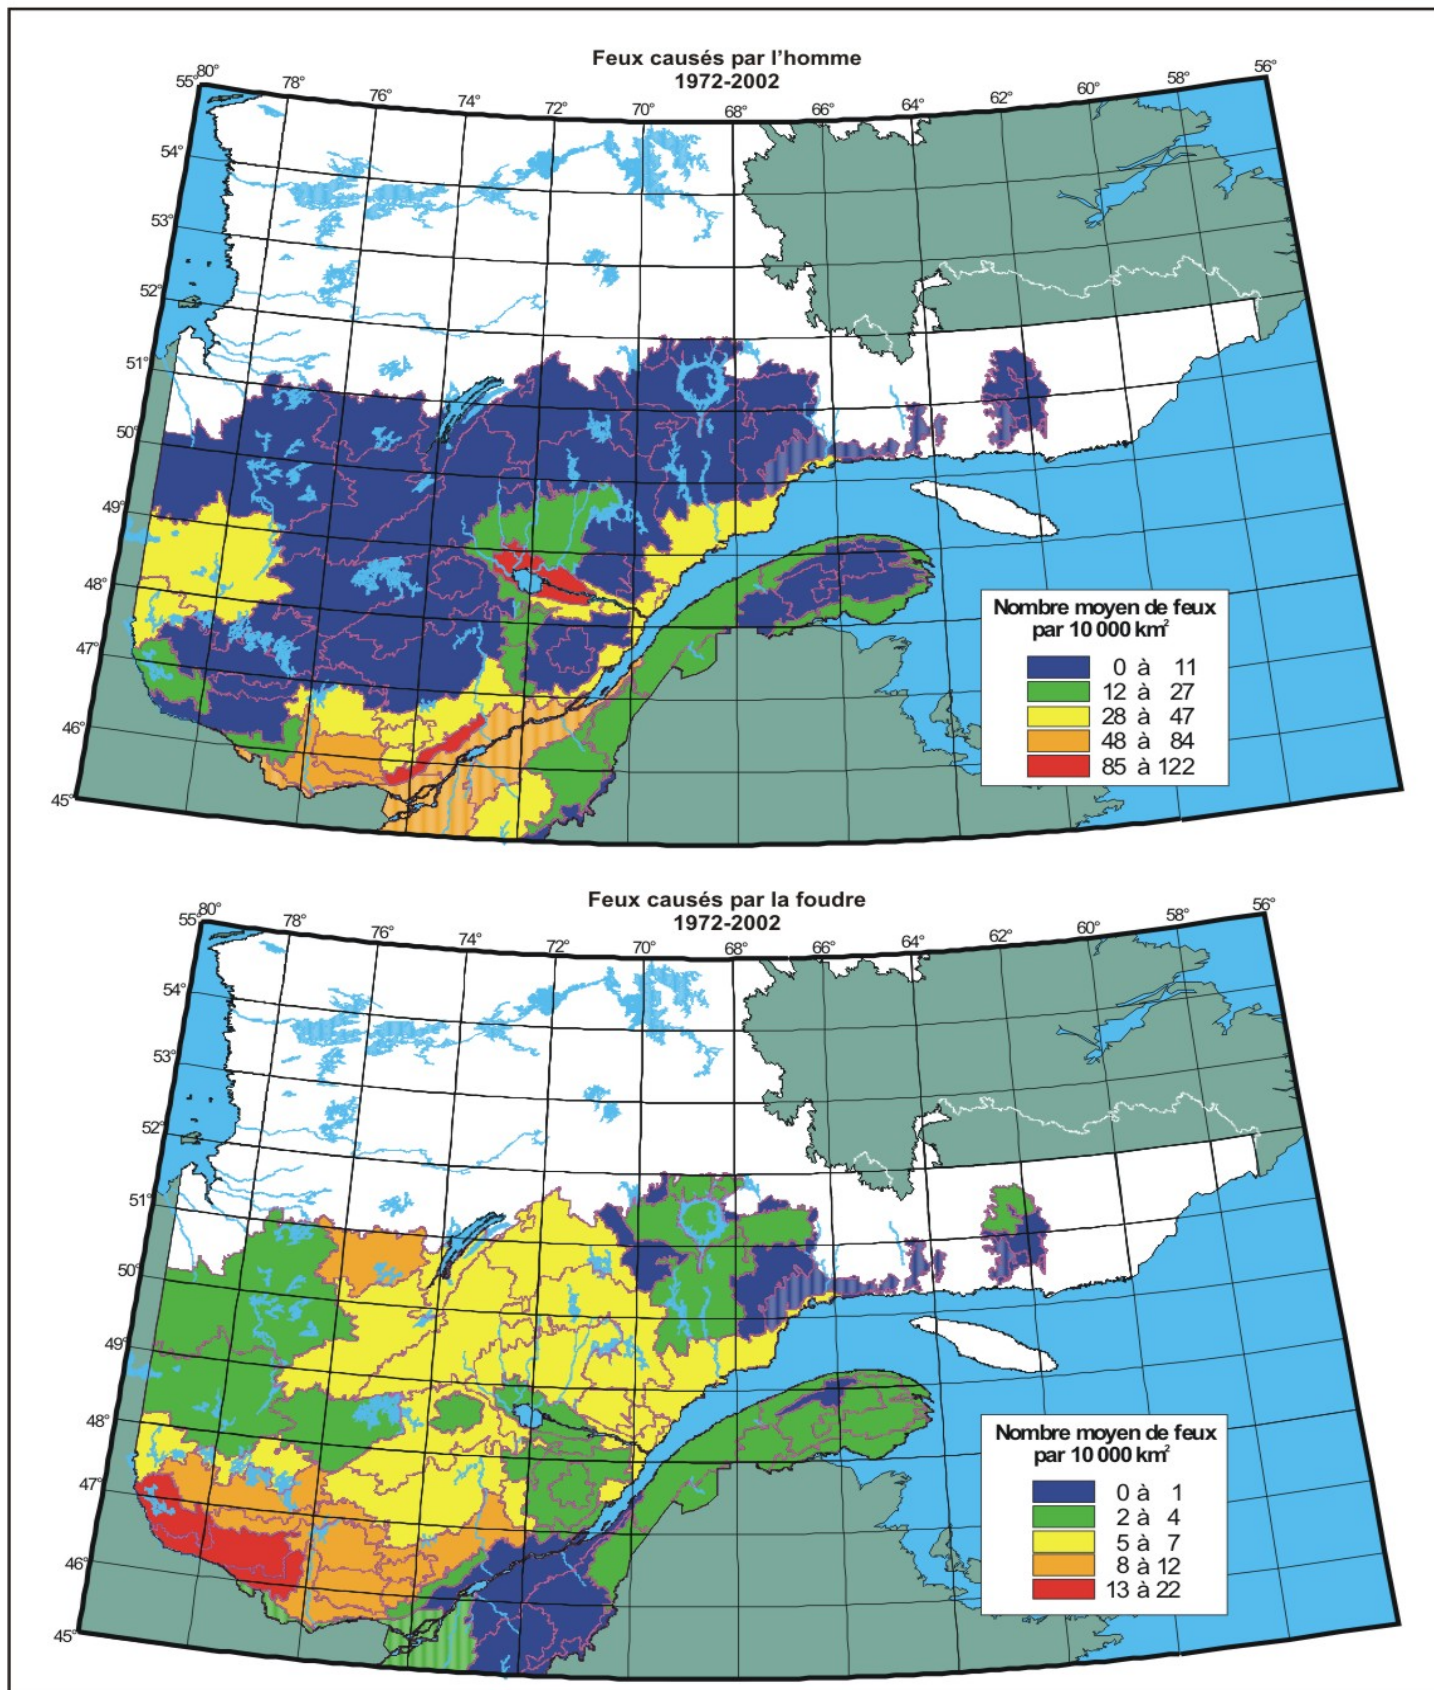 Feux causés par l'homme
1972-2002
55° 80° 78° 76° 74° 72° 70° 68° 66° 64° 62° 60° 58° 56°
54°
53°
52°
51°
50°
49°
48°
47°
46°
45°
Nombre moyen de feux
par 10 000 km²
0 à 11
12 à 27
28 à 47
48 à 84
85 à 122
Feux causés par la foudre
1972-2002
55° 80° 78° 76° 74° 72° 70° 68° 66° 64° 62° 60° 58° 56°
54°
53°
52°
51°
50°
49°
48°
47°
46°
45°
Nombre moyen de feux
par 10 000 km²
0 à 1
2 à 4
5 à 7
8 à 12
13 à 22